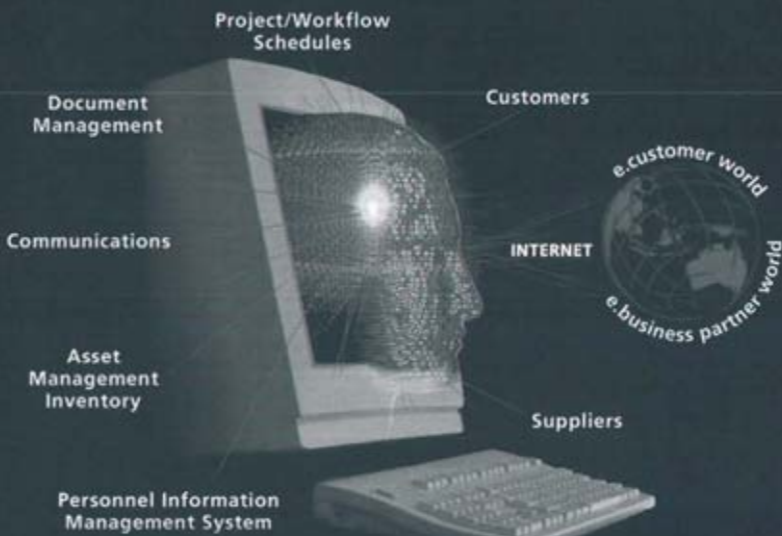 Project/Workflow
Schedules
Document
Management
Customers
e.customer world
Communications
INTERNET
e.business partner world
Asset
Management
Inventory
Suppliers
Personnel Information
Management System